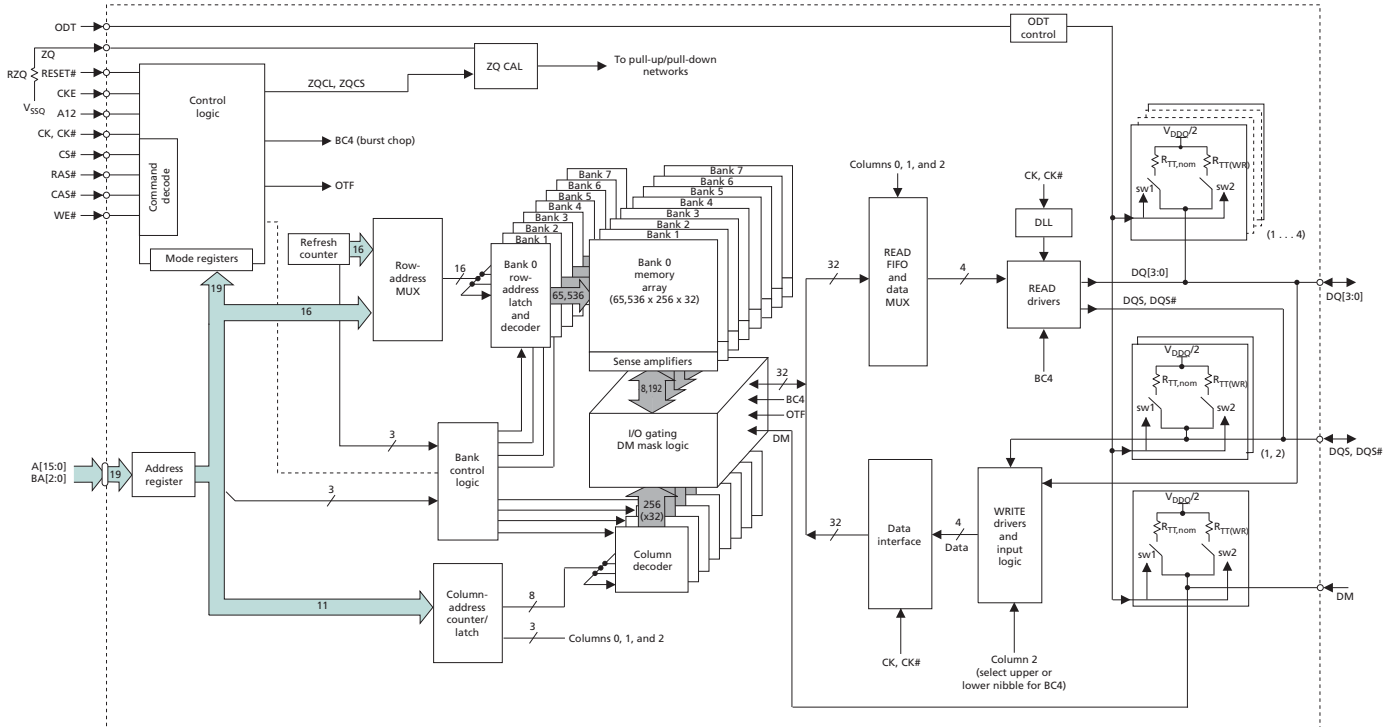 ODT
ODT
control
ZQ
RZQ
RESET#
ZQ CAL
To pull-up/pull-down
networks
ZQCL, ZQCS
CKE
VSSQ
A12
Control
logic
CK, CK#
BC4 (burst chop)
CS#
RAS#
OTF
CAS#
WE#
Command
decode
Mode registers
Refresh
counter
16
19
16
Row-
address
MUX
16
Bank 7
Bank 6
Bank 5
Bank 4
Bank 3
Bank 2
Bank 1
Bank 0
row-
address
latch
and
decoder
65,536
Bank 7
Bank 6
Bank 5
Bank 4
Bank 3
Bank 2
Bank 1
Bank 0
memory
array
(65,536 x 256 x 32)
Sense amplifiers
8,192
I/O gating
DM mask logic
32
BC4
OTF
DM
Columns 0, 1, and 2
32
READ
FIFO
and
data
MUX
4
CK, CK#
DLL
READ
drivers
BC4
DQ[3:0]
DQS, DQS#
VDDQ/2
RTT,nom
RTT(WR)
sw1
sw2
(1 . . . 4)
DQ[3:0]
VDDQ/2
RTT,nom
RTT(WR)
sw1
sw2
(1, 2)
DQS, DQS#
VDDQ/2
RTT,nom
RTT(WR)
sw1
sw2
DM
A[15:0]
BA[2:0]
19
Address
register
3
3
Bank
control
logic
256
(x32)
Column
decoder
11
Column-
address
counter/
latch
8
3
Columns 0, 1, and 2
32
Data
interface
4
Data
WRITE
drivers
and
input
logic
CK, CK#
Column 2
(select upper or
lower nibble for BC4)